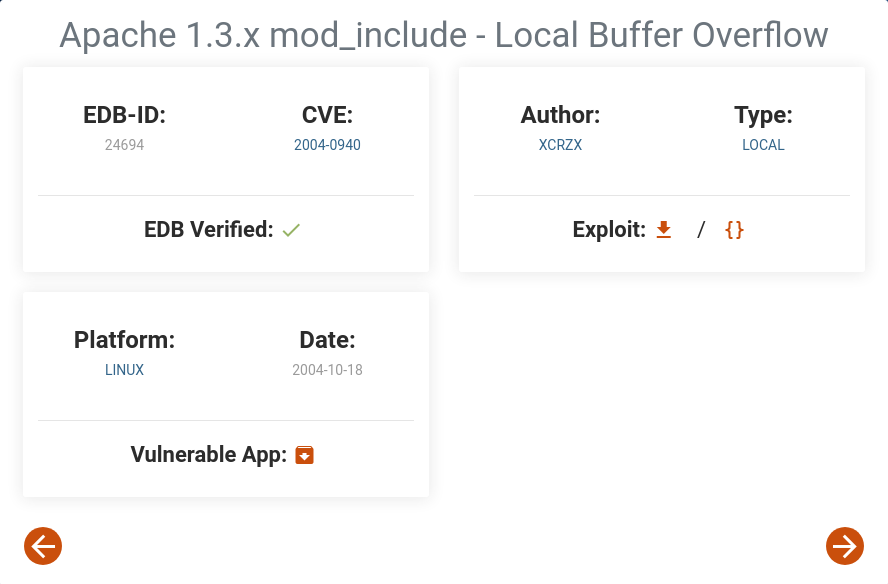 Apache 1.3.x mod_include - Local Buffer Overflow
EDB-ID:
24694
CVE:
2004-0940
EDB Verified:
Author:
XCRZX
Type:
LOCAL
Exploit: / {}
Platform:
LINUX
Date:
2004-10-18
Vulnerable App: